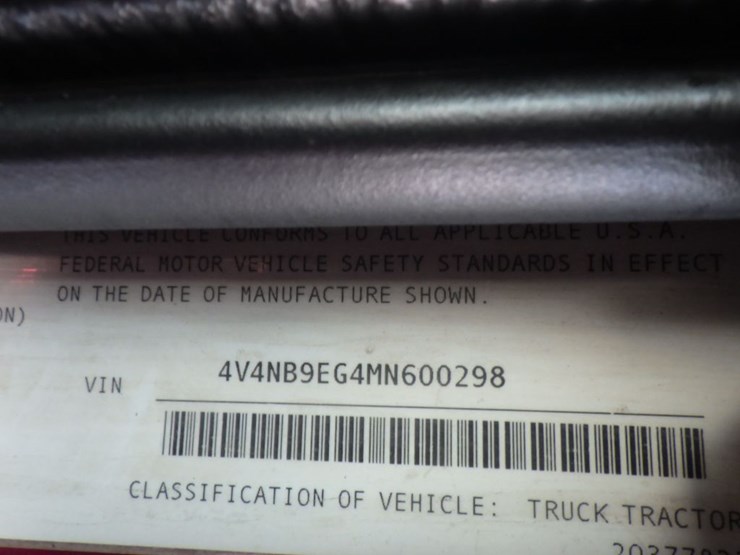 THIS VEHICLE CONFORMS TO ALL APPLICABLE U.S.A.
FEDERAL MOTOR VEHICLE SAFETY STANDARDS IN EFFECT
ON THE DATE OF MANUFACTURE SHOWN.
ON)
VIN 4V4NB9EG4MN600298
CLASSIFICATION OF VEHICLE: TRUCK TRACTOR